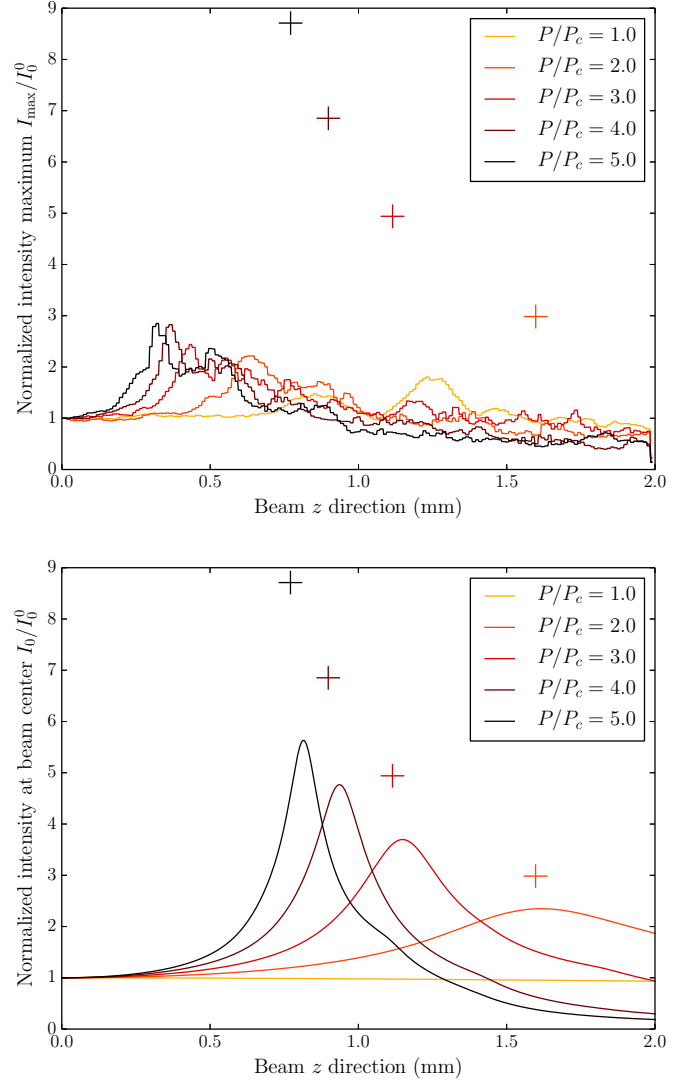 9
8
7
6
5
4
3
2
1
0
Normalized intensity maximum I_max/I_0^0
P/P_c = 1.0
P/P_c = 2.0
P/P_c = 3.0
P/P_c = 4.0
P/P_c = 5.0
0.0 0.5 1.0 1.5 2.0
Beam z direction (mm)
9
8
7
6
5
4
3
2
1
0
Normalized intensity at beam center I_0/I_0^0
P/P_c = 1.0
P/P_c = 2.0
P/P_c = 3.0
P/P_c = 4.0
P/P_c = 5.0
0.0 0.5 1.0 1.5 2.0
Beam z direction (mm)